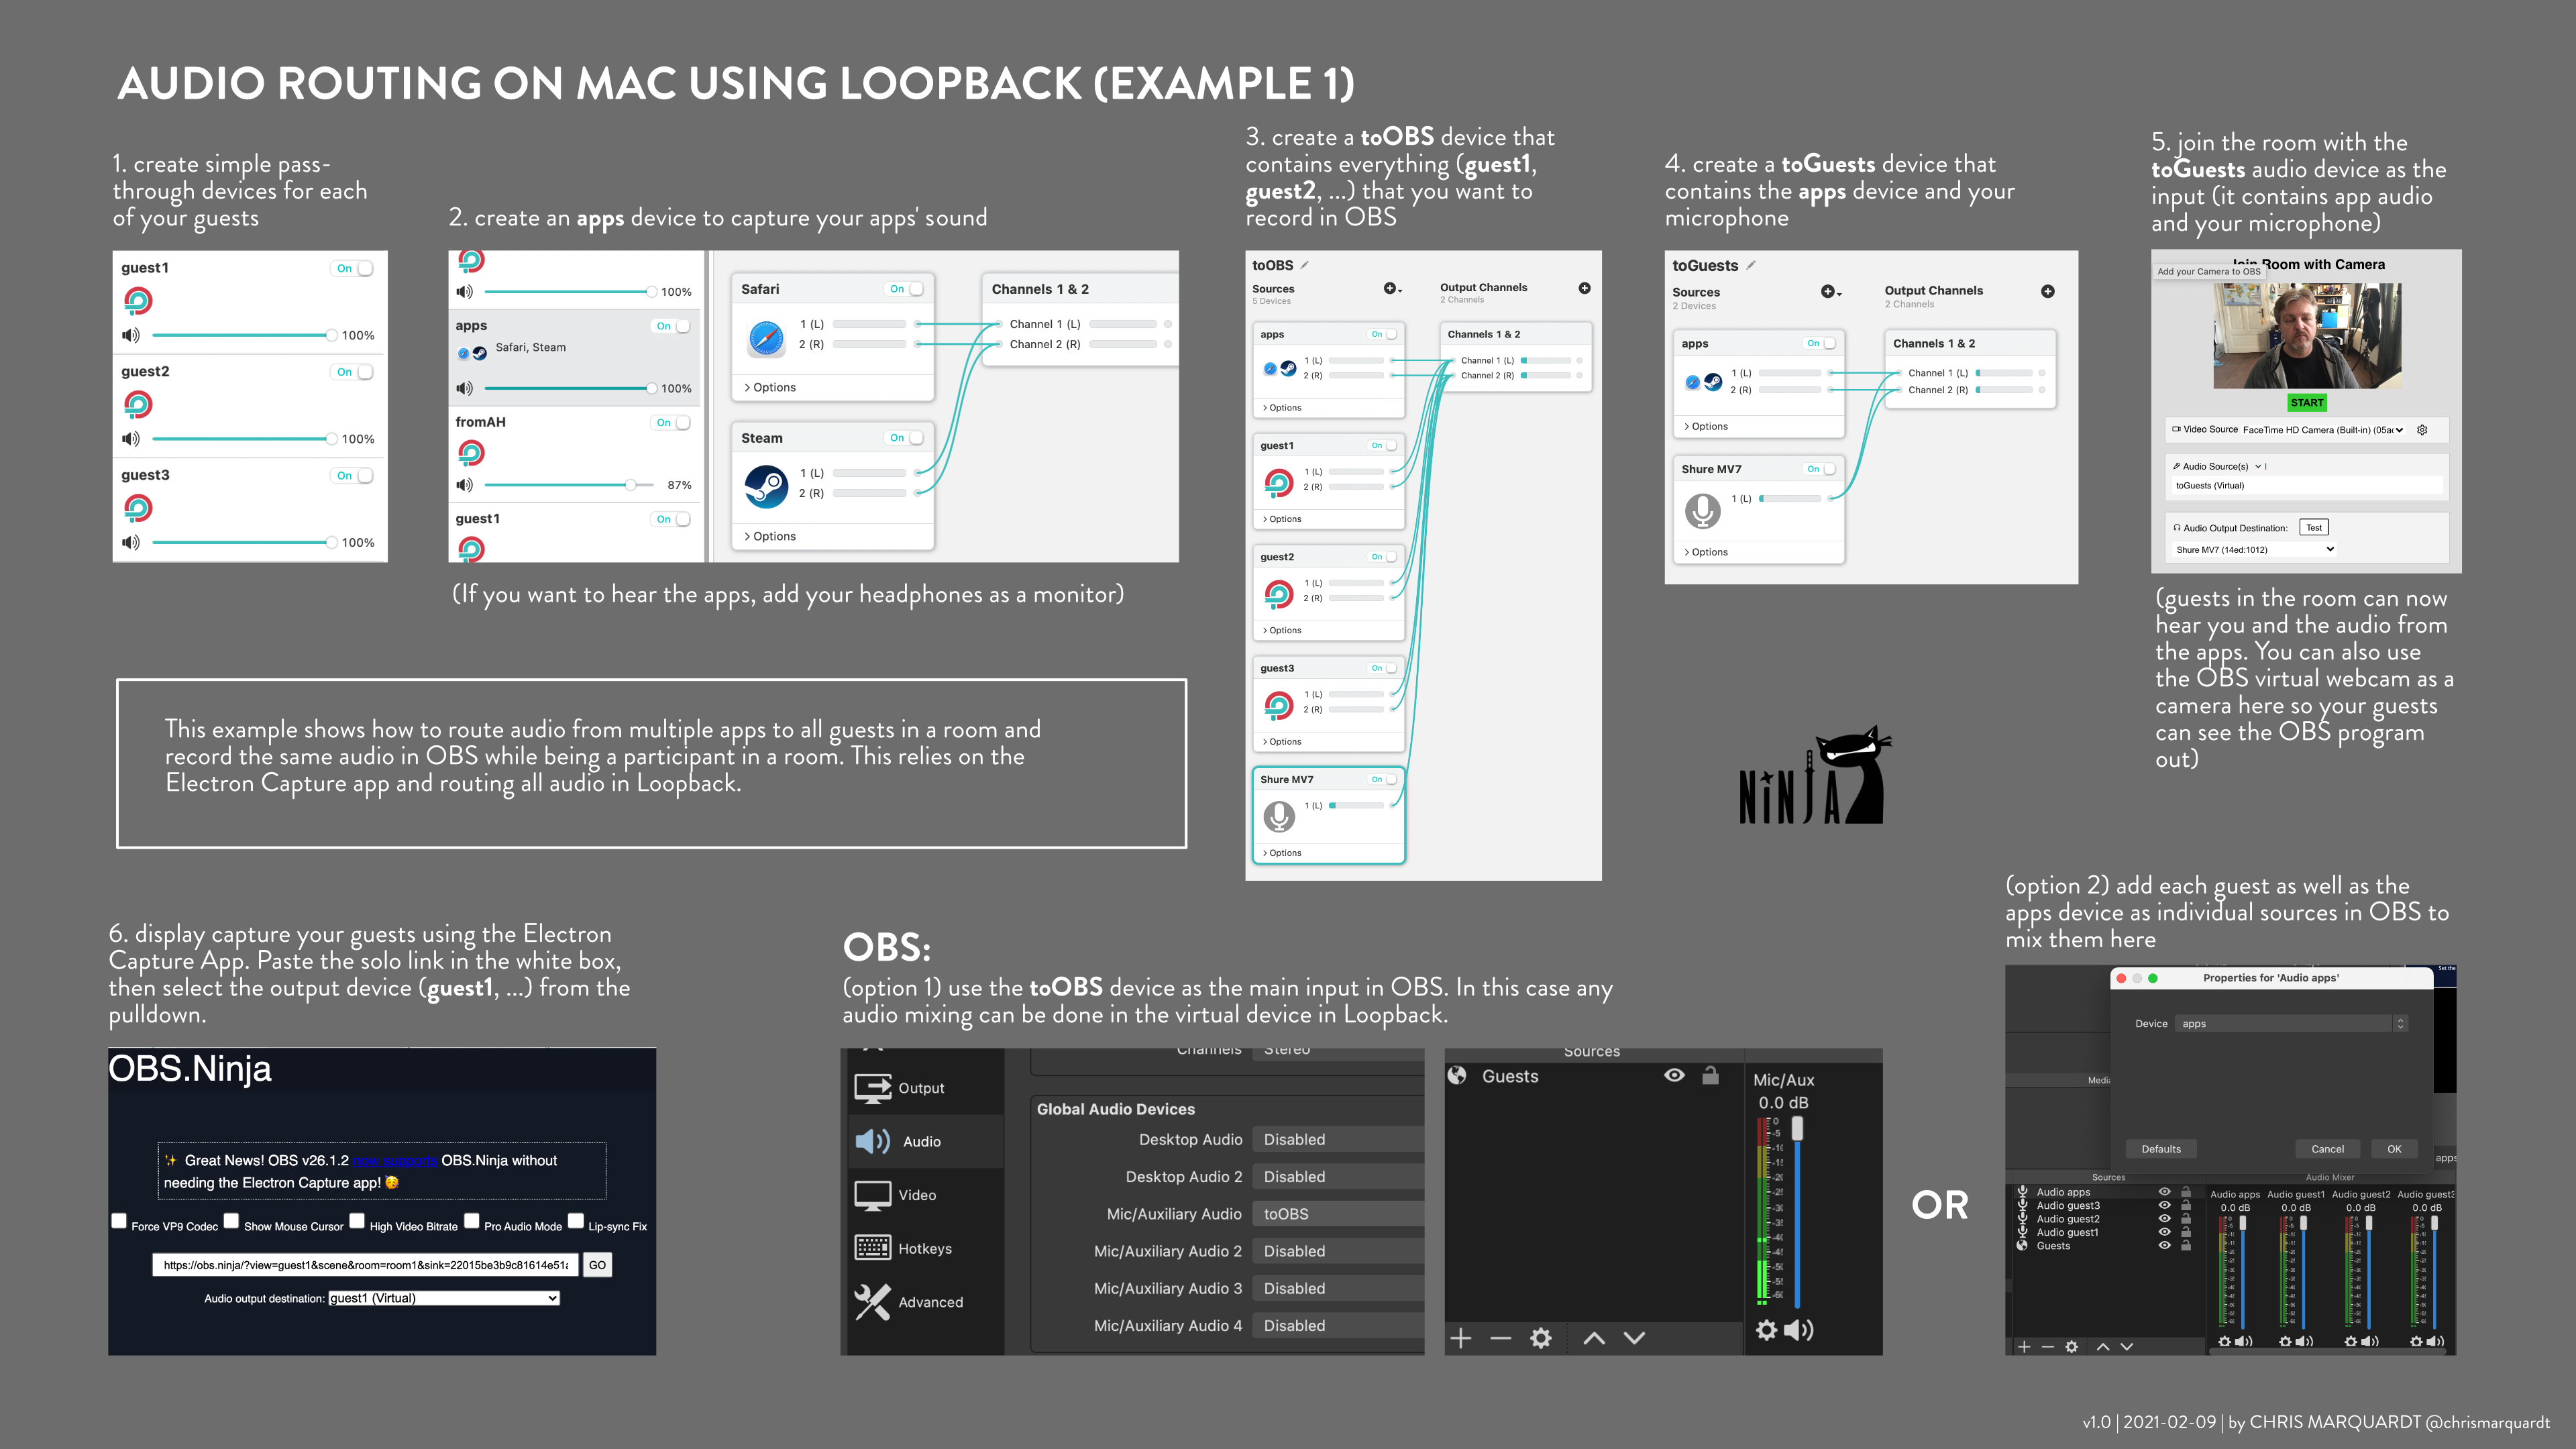 AUDIO ROUTING ON MAC USING LOOPBACK (EXAMPLE 1)
1. create simple pass-
through devices for each
of your guests
guest1
On
100%
guest2
On
100%
guest3
On
100%
2. create an apps device to capture your apps' sound
100%
apps
On
Safari, Steam
100%
fromAH
On
87%
guest1
On
Safari
On
1 (L)
2 (R)
> Options
Steam
On
1 (L)
2 (R)
> Options
Channels 1 & 2
Channel 1 (L)
Channel 2 (R)
(If you want to hear the apps, add your headphones as a monitor)
3. create a toOBS device that
contains everything (guest1,
guest2, ...) that you want to
record in OBS
toOBS
Sources
5 Devices
Output Channels
2 Channels
apps
On
1 (L)
2 (R)
> Options
Channels 1 & 2
Channel 1 (L)
Channel 2 (R)
guest1
On
1 (L)
2 (R)
> Options
guest2
On
1 (L)
2 (R)
> Options
guest3
On
1 (L)
2 (R)
> Options
Shure MV7
On
1 (L)
> Options
4. create a toGuests device that
contains the apps device and your
microphone
toGuests
Sources
2 Devices
Output Channels
2 Channels
apps
On
1 (L)
2 (R)
> Options
Channels 1 & 2
Channel 1 (L)
Channel 2 (R)
Shure MV7
On
1 (L)
> Options
5. join the room with the
toGuests audio device as the
input (it contains app audio
and your microphone)
Join Room with Camera
Add your Camera to OBS
START
Video Source FaceTime HD Camera (Built-in) (05ac
Audio Source(s)
toGuests (Virtual)
Audio Output Destination: Test
Shure MV7 (14ed:1012)
(guests in the room can now
hear you and the audio from
the apps. You can also use
the OBS virtual webcam as a
camera here so your guests
can see the OBS program
out)
This example shows how to route audio from multiple apps to all guests in a room and
record the same audio in OBS while being a participant in a room. This relies on the
Electron Capture app and routing all audio in Loopback.
NiNJA
6. display capture your guests using the Electron
Capture App. Paste the solo link in the white box,
then select the output device (guest1, ...) from the
pulldown.
OBS.Ninja
✨ Great News! OBS v26.1.2 now supports OBS.Ninja without
needing the Electron Capture app! 🥳
Force VP9 Codec Show Mouse Cursor High Video Bitrate Pro Audio Mode Lip-sync Fix
https://obs.ninja/?view=guest1&scene&room=room1&sink=22015be3b9c81614e51 GO
Audio output destination: guest1 (Virtual)
OBS:
(option 1) use the toOBS device as the main input in OBS. In this case any
audio mixing can be done in the virtual device in Loopback.
Output
Audio
Video
Hotkeys
Advanced
Channels Stereo
Global Audio Devices
Desktop Audio Disabled
Desktop Audio 2 Disabled
Mic/Auxiliary Audio toOBS
Mic/Auxiliary Audio 2 Disabled
Mic/Auxiliary Audio 3 Disabled
Mic/Auxiliary Audio 4 Disabled
Sources
Guests
Mic/Aux
0.0 dB
OR
(option 2) add each guest as well as the
apps device as individual sources in OBS to
mix them here
Set the
Properties for 'Audio apps'
Device apps
Media
Defaults Cancel OK
apps
Sources
Audio apps
Audio guest3
Audio guest2
Audio guest1
Guests
Audio Mixer
Audio apps Audio guest1 Audio guest2 Audio guest3
0.0 dB 0.0 dB 0.0 dB 0.0 dB
v1.0 | 2021-02-09 | by CHRIS MARQUARDT @chrismarquardt